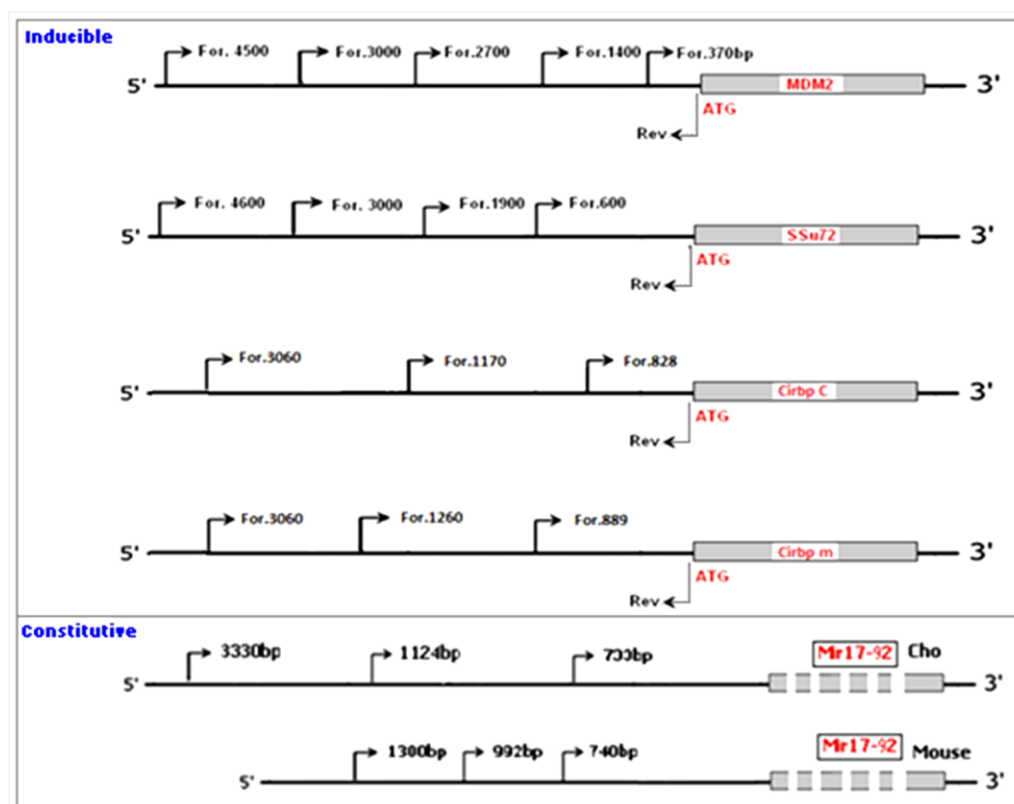 Inducible
For. 4500 For.3000 For.2700 For.1400 For.370bp
5' MDM2 3'
ATG
Rev
For. 4600 For. 3000 For.1900 For.600
5' SSu72 3'
ATG
Rev
For.3060 For.1170 For.828
5' Cirbp C 3'
ATG
Rev
For.3060 For.1260 For.889
5' Cirbp m 3'
ATG
Rev
Constitutive
3330bp 1124bp Mr17-92 Cho
5' 3'
1300bp 992bp 740bp Mr17-92 Mouse
5' 3'